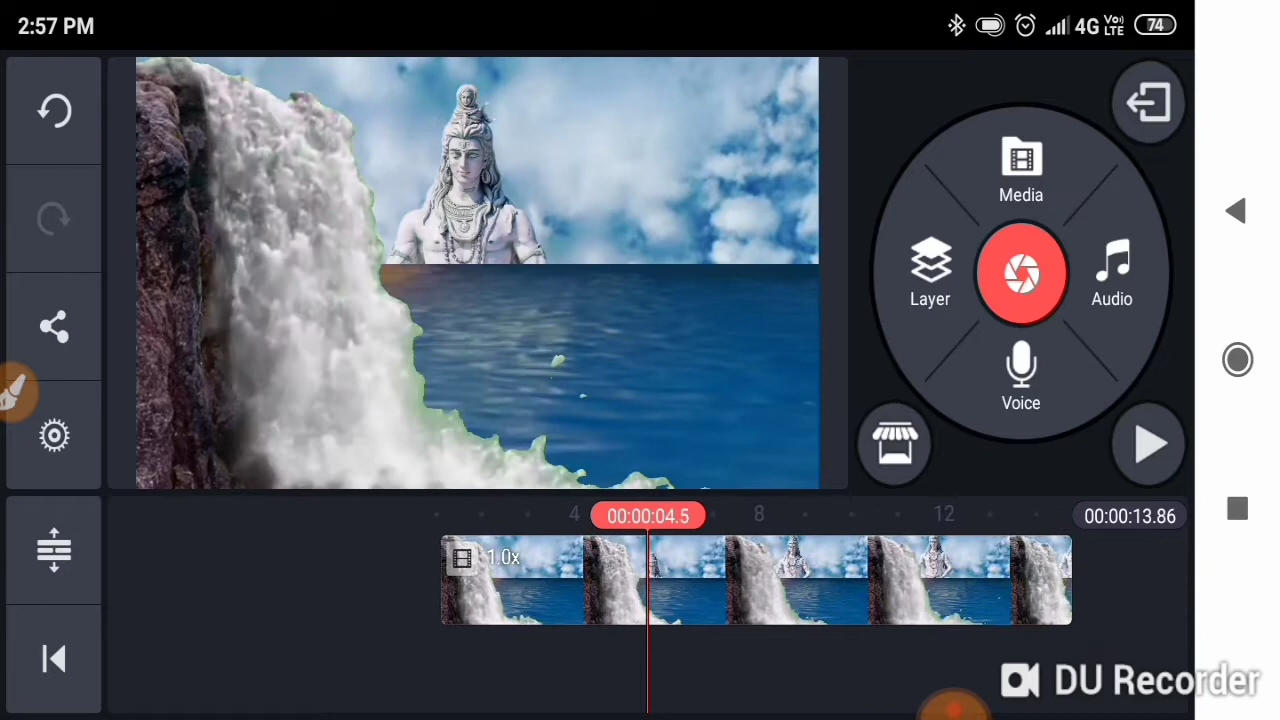 2:57 PM
4G Vo) LTE 74
Media
Layer
Audio
Voice
4
00:00:04.5
8
12
00:00:13.86
1.0x
DU Recorder